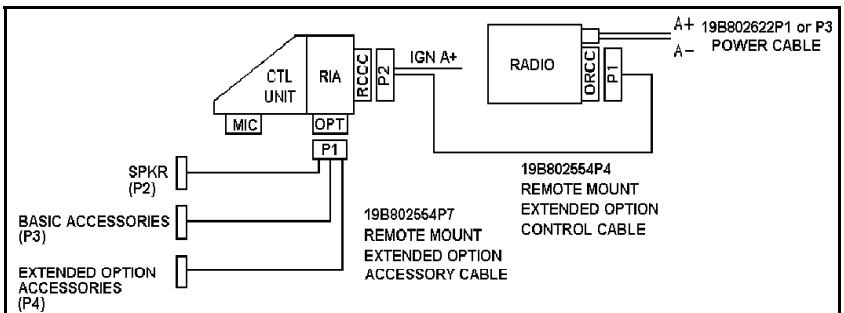 CTL
UNIT
RIA
RCCC
P2
IGN A+
MIC
OPT
P1
RADIO
ORCC
P1
A+
A-
19B802622P1 or P3
POWER CABLE
SPKR
(P2)
BASIC ACCESSORIES
(P3)
EXTENDED OPTION
ACCESSORIES
(P4)
19B802554P7
REMOTE MOUNT
EXTENDED OPTION
ACCESSORY CABLE
19B802554P4
REMOTE MOUNT
EXTENDED OPTION
CONTROL CABLE